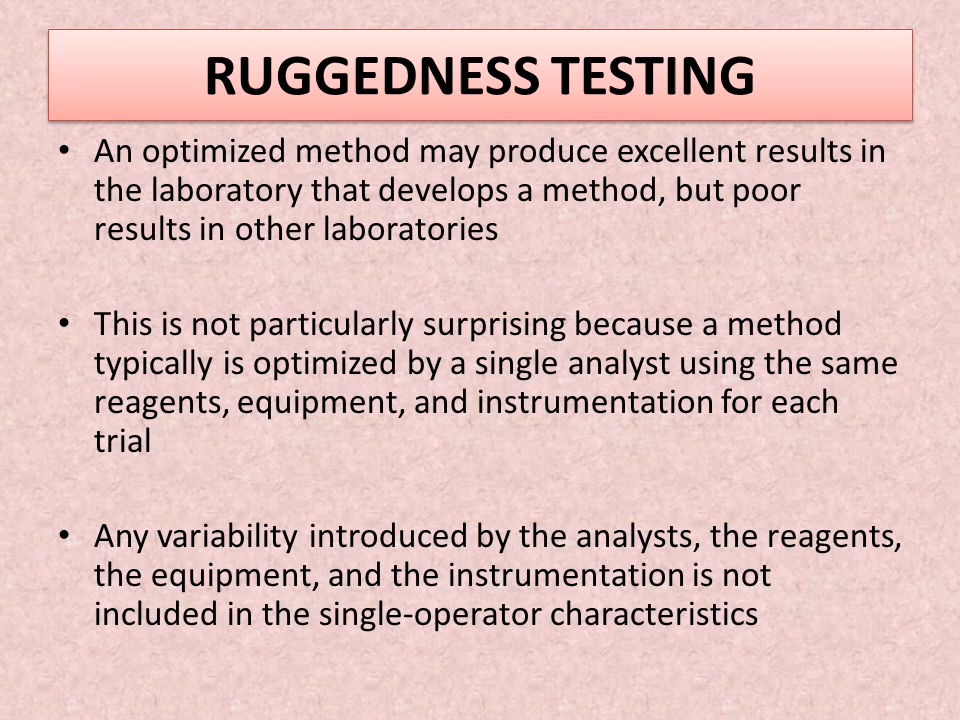 RUGGEDNESS TESTING
• An optimized method may produce excellent results in
the laboratory that develops a method, but poor
results in other laboratories
• This is not particularly surprising because a method
typically is optimized by a single analyst using the same
reagents, equipment, and instrumentation for each
trial
• Any variability introduced by the analysts, the reagents,
the equipment, and the instrumentation is not
included in the single-operator characteristics